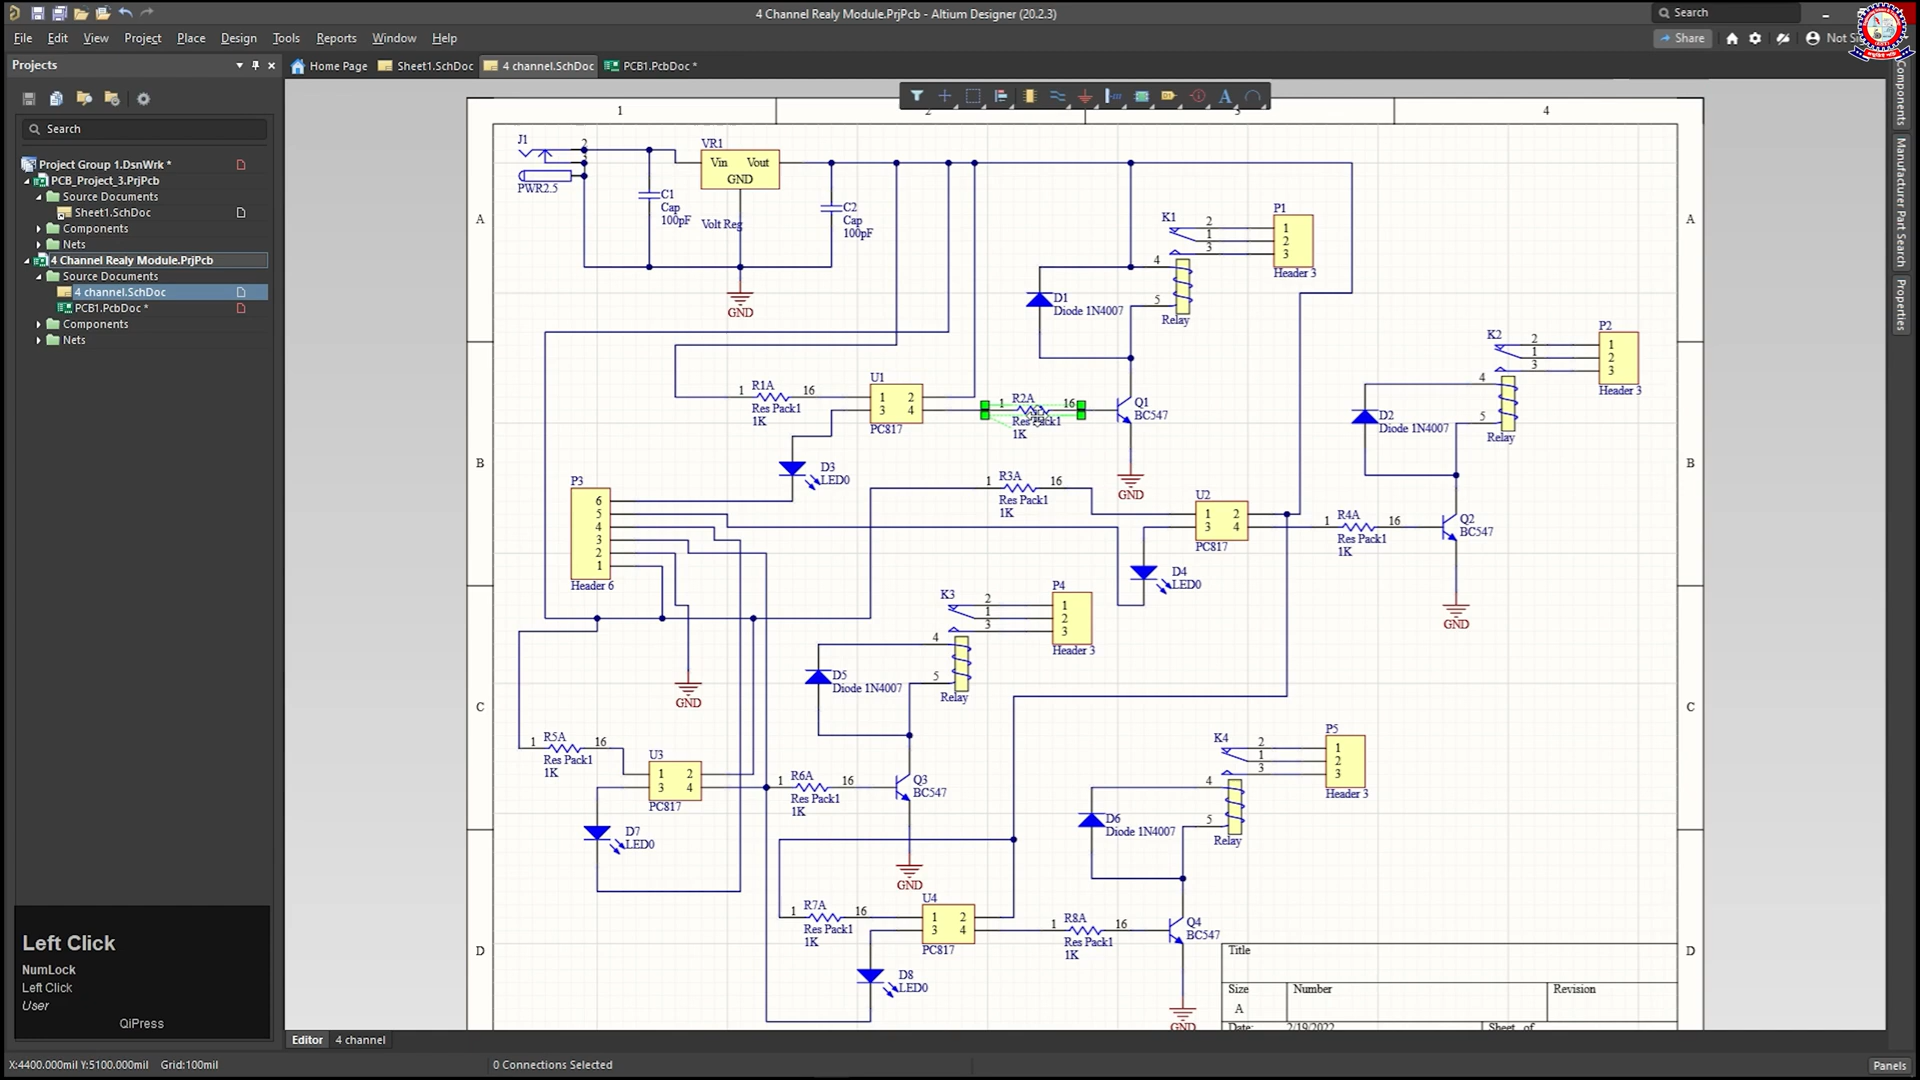 4 Channel Realy Module.PrjPcb - Altium Designer (20.2.3)
Search
File Edit View Project Place Design Tools Reports Window Help
Share
Projects
Home Page
Sheet1.SchDoc
4 channel.SchDoc
PCB1.PcbDoc *
Search
Project Group 1.DsnWrk *
PCB_Project_3.PrjPcb
Source Documents
Sheet1.SchDoc
Components
Nets
4 Channel Realy Module.PrjPcb
Source Documents
4 channel.SchDoc
PCB1.PcbDoc *
Components
Nets
Components
Manufacturer Part Search
Properties
1 2 3 4
A A
B B
C C
D D
J1
2
PWR2.5
VR1
Vin Vout
GND
Volt Reg
C1
Cap
100pF
C2
Cap
100pF
GND
K1
2
1
3
4
5
Relay
P1
1
2
3
Header 3
D1
Diode 1N4007
K2
2
1
3
4
5
Relay
P2
1
2
3
Header 3
D2
Diode 1N4007
1 R1A 16
Res Pack1
1K
U1
1 2
3 4
PC817
1 R2A 16
Res Pack1
1K
Q1
BC547
GND
D3
LED0
P3
6
5
4
3
2
1
Header 6
1 R3A 16
Res Pack1
1K
U2
1 2
3 4
PC817
1 R4A 16
Res Pack1
1K
Q2
BC547
GND
D4
LED0
K3
2
1
3
4
5
Relay
P4
1
2
3
Header 3
D5
Diode 1N4007
GND
1 R5A 16
Res Pack1
1K
U3
1 2
3 4
PC817
1 R6A 16
Res Pack1
1K
Q3
BC547
GND
D7
LED0
K4
2
1
3
4
5
Relay
P5
1
2
3
Header 3
D6
Diode 1N4007
1 R7A 16
Res Pack1
1K
U4
1 2
3 4
PC817
1 R8A 16
Res Pack1
1K
Q4
BC547
GND
D8
LED0
Title
Size
A
Number
Revision
Date:
2/19/2022
Sheet of
Left Click
NumLock
Left Click
User
QiPress
Editor 4 channel
X:4400.000mil Y:5100.000mil Grid:100mil
0 Connections Selected
Panels